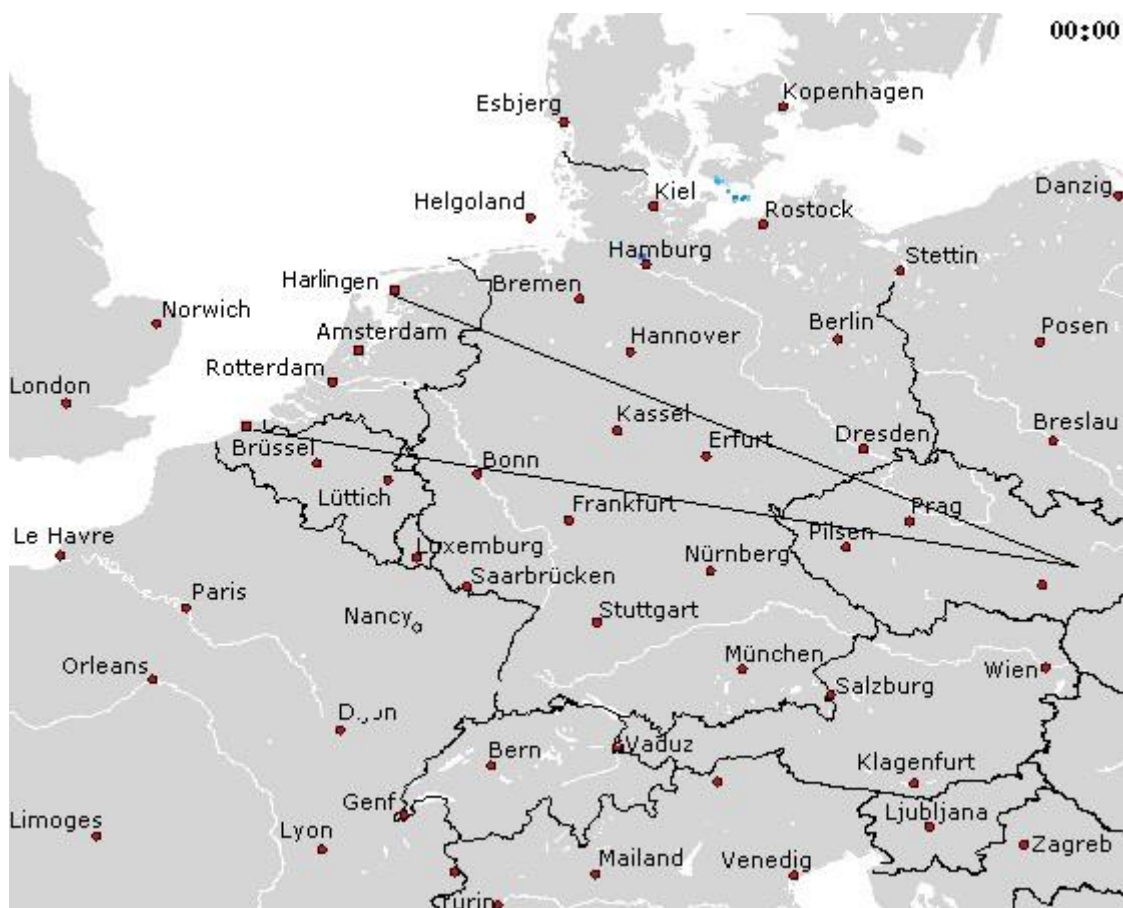 00:00
Kopenhagen
Esbjerg
Danzig
Kiel
Helgoland
Rostock
Hamburg
Stettin
Harlingen
Bremen
Norwich
Amsterdam
Hannover
Berlin
Posen
Rotterdam
London
Kassel
Breslau
Erfurt
Dresden
Brüssel
Bonn
Lüttich
Frankfurt
Prag
Le Havre
Pilsen
Luxemburg
Nürnberg
Saarbrücken
Paris
Nancy
Stuttgart
Orleans
München
Wien
Salzburg
Bern
Vaduz
Klagenfurt
Genf
Limoges
Lyon
Ljubljana
Zagreb
Mailand
Venedig
Turin